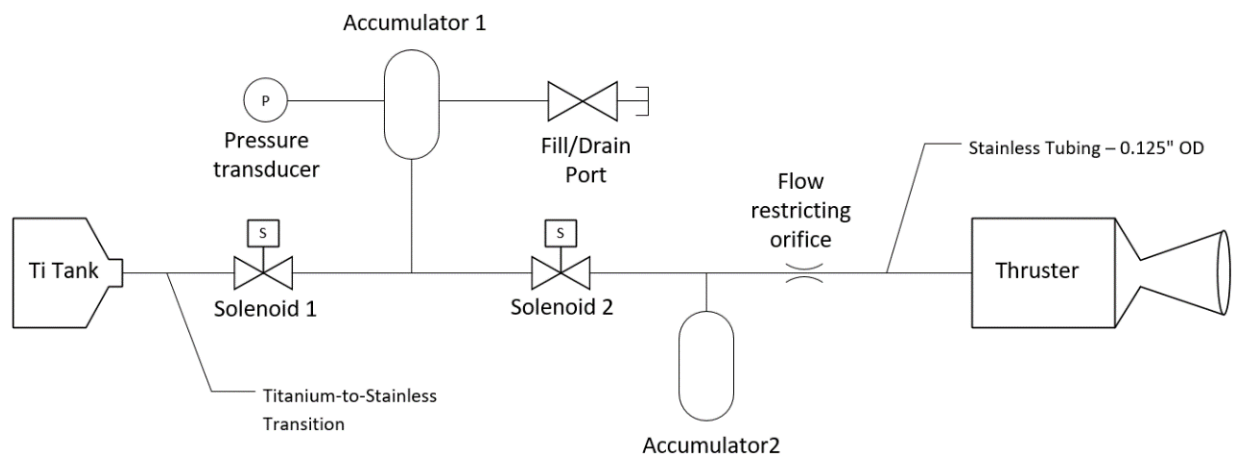 Accumulator 1
P
Pressure
transducer
Fill/Drain
Port
Stainless Tubing – 0.125" OD
Flow
restricting
orifice
S
S
Ti Tank
Thruster
Solenoid 1
Solenoid 2
Titanium-to-Stainless
Transition
Accumulator2